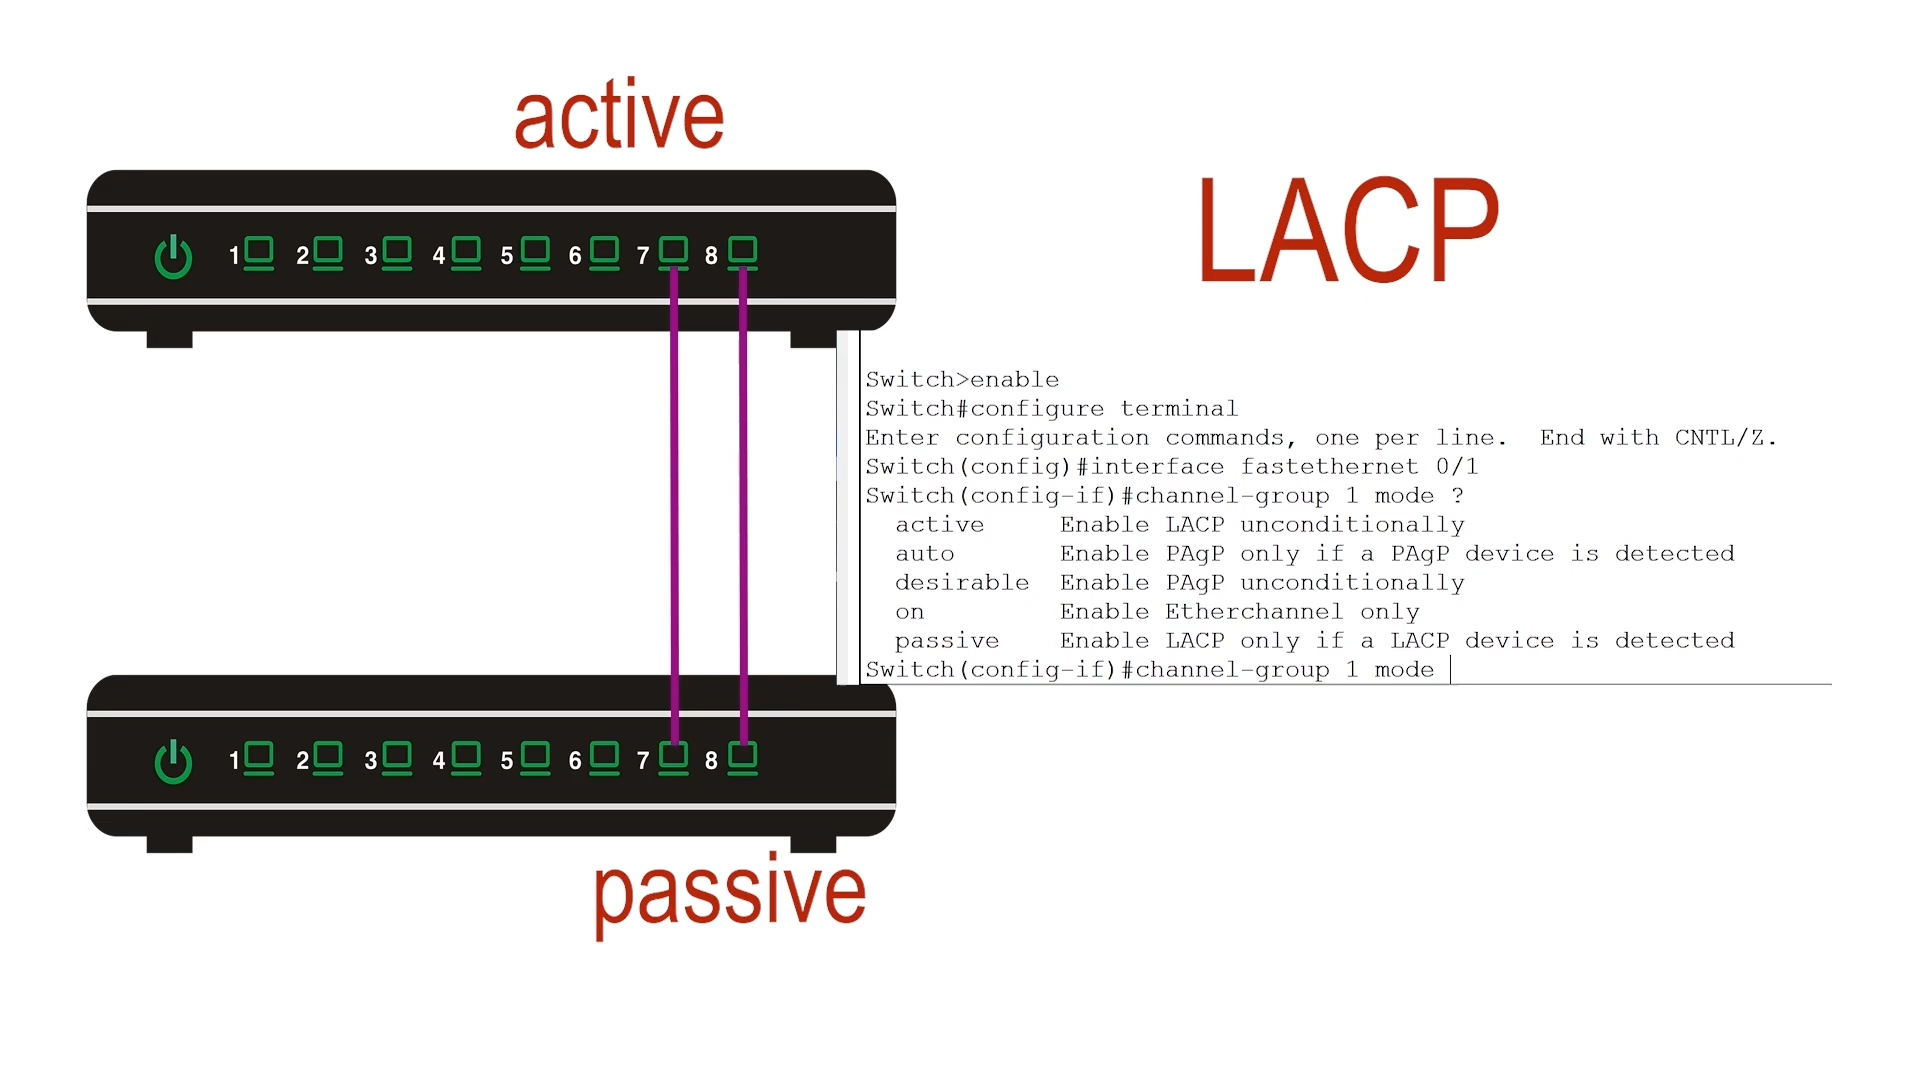 active
LACP
1 2 3 4 5 6 7 8
Switch>enable
Switch#configure terminal
Enter configuration commands, one per line.  End with CNTL/Z.
Switch(config)#interface fastethernet 0/1
Switch(config-if)#channel-group 1 mode ?
  active     Enable LACP unconditionally
  auto       Enable PAgP only if a PAgP device is detected
  desirable  Enable PAgP unconditionally
  on         Enable Etherchannel only
  passive    Enable LACP only if a LACP device is detected
Switch(config-if)#channel-group 1 mode
1 2 3 4 5 6 7 8
passive